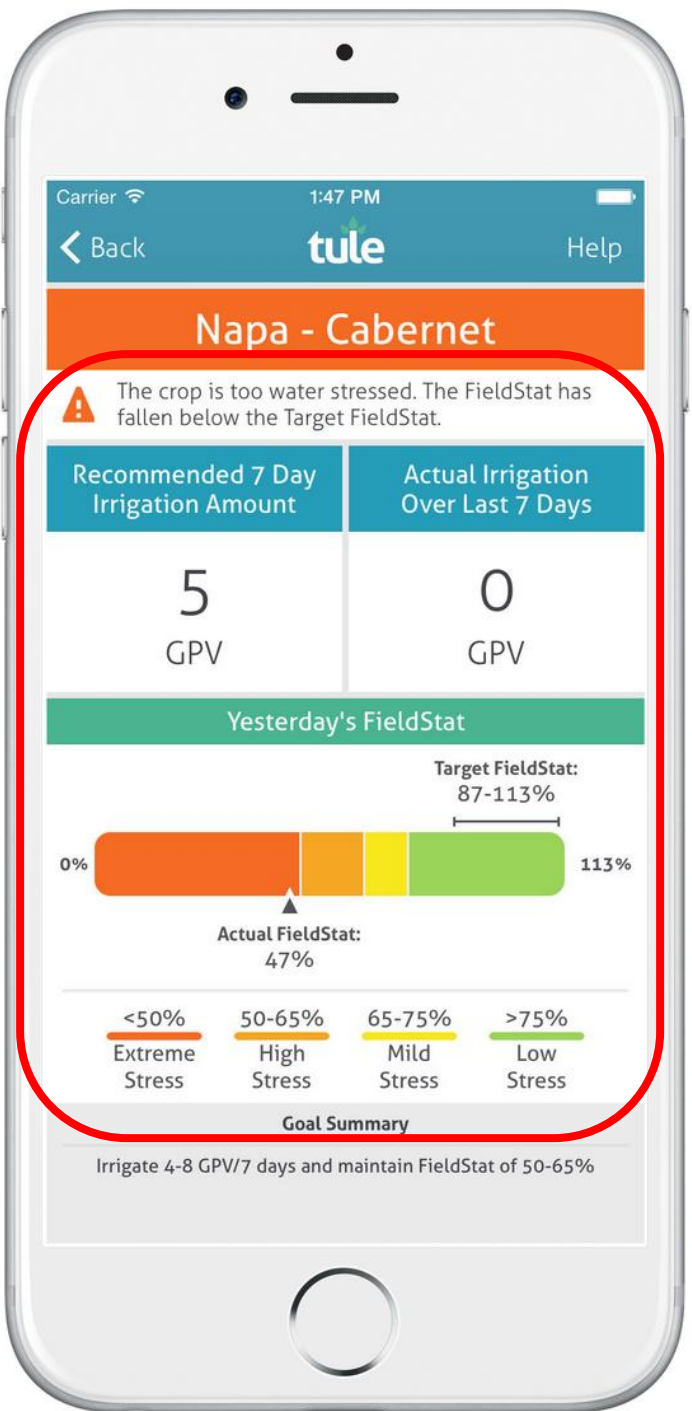 Carrier 1:47 PM
Back tule Help
Napa - Cabernet
The crop is too water stressed. The FieldStat has
fallen below the Target FieldStat.
Recommended 7 Day
Irrigation Amount
Actual Irrigation
Over Last 7 Days
5
GPV
0
GPV
Yesterday's FieldStat
Target FieldStat:
87-113%
0%
113%
Actual FieldStat:
47%
<50% 50-65% 65-75% >75%
Extreme
Stress
High
Stress
Mild
Stress
Low
Stress
Goal Summary
Irrigate 4-8 GPV/7 days and maintain FieldStat of 50-65%